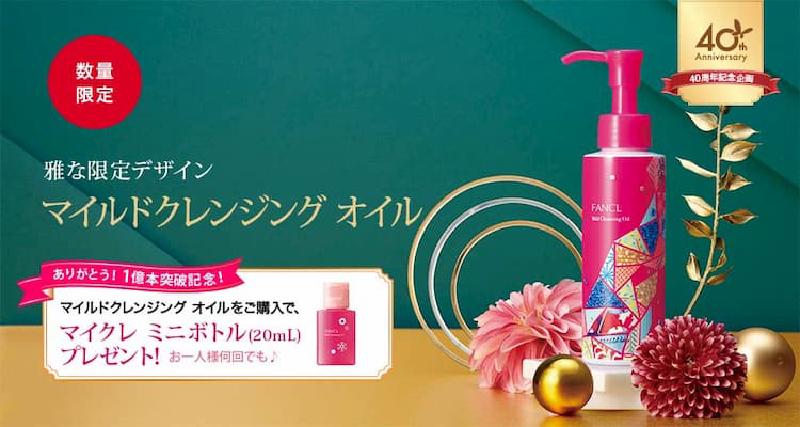 数量
限定
40th
Anniversary
40周年記念企画
雅な限定デザイン
マイルドクレンジング オイル
FANCL
Mild Cleansing Oil
ありがとう! 1億本突破記念!
マイルドクレンジング オイルをご購入で、
マイクレ ミニボトル(20mL)
プレゼント! お一人様何回でも♪
FANCL